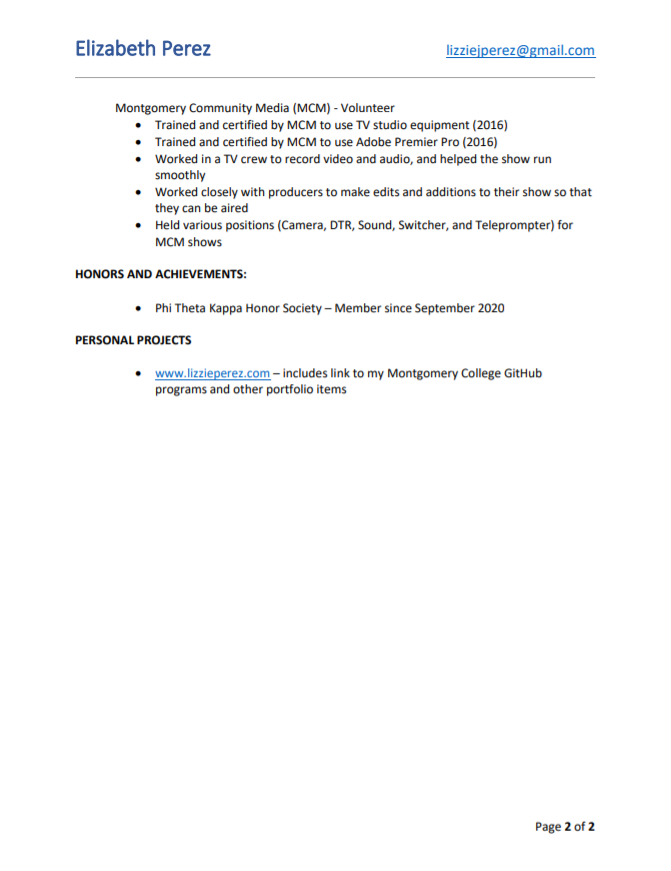 Elizabeth Perez lizziejperez@gmail.com
Montgomery Community Media (MCM) - Volunteer
• Trained and certified by MCM to use TV studio equipment (2016)
• Trained and certified by MCM to use Adobe Premier Pro (2016)
• Worked in a TV crew to record video and audio, and helped the show run
smoothly
• Worked closely with producers to make edits and additions to their show so that
they can be aired
• Held various positions (Camera, DTR, Sound, Switcher, and Teleprompter) for
MCM shows
HONORS AND ACHIEVEMENTS:
• Phi Theta Kappa Honor Society – Member since September 2020
PERSONAL PROJECTS
• www.lizzieperez.com – includes link to my Montgomery College GitHub
programs and other portfolio items
Page 2 of 2